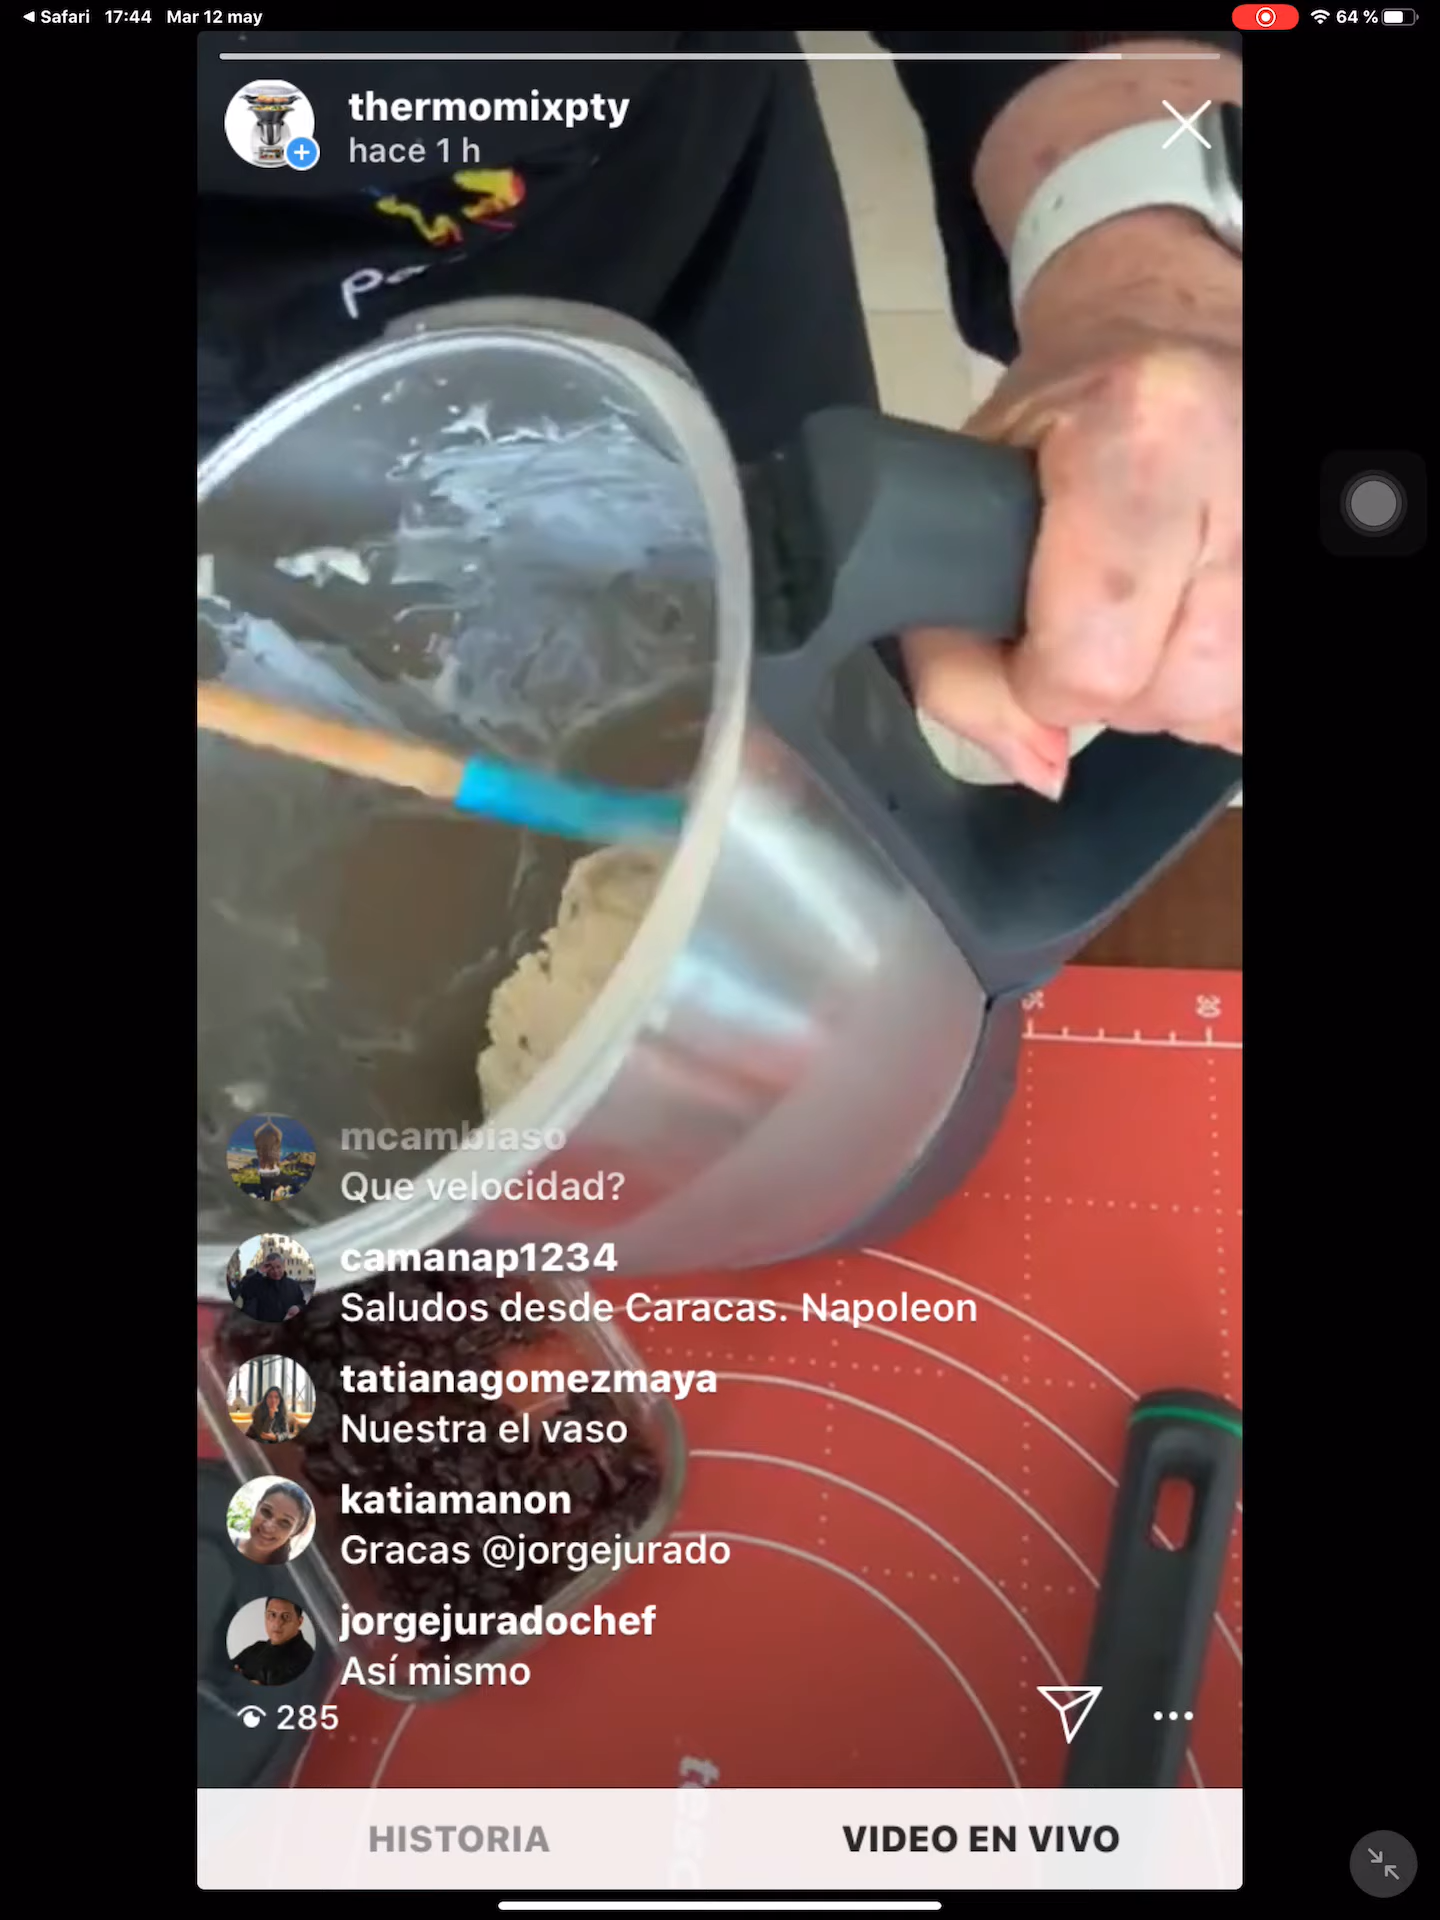 Safari 17:44 Mar 12 may 64 %
thermomixpty
hace 1 h
30
mcambiaso
Que velocidad?
camanap1234
Saludos desde Caracas. Napoleon
tatianagomezmaya
Nuestra el vaso
katiamanon
Gracas @jorgejurado
jorgejuradochef
Así mismo
285
HISTORIA
VIDEO EN VIVO